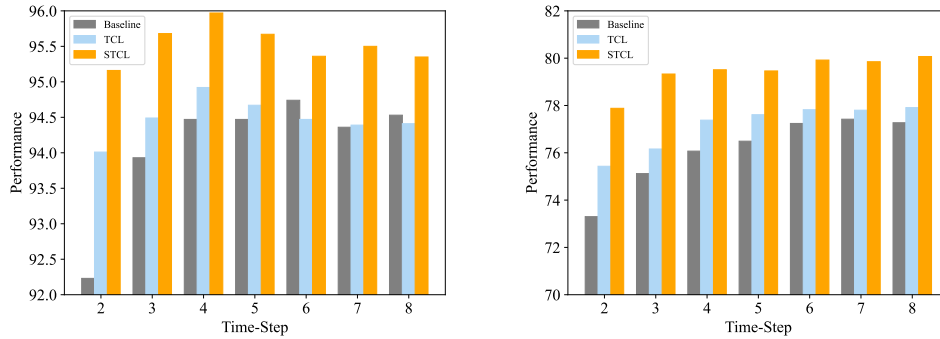 96.0
95.5
95.0
94.5
94.0
93.5
93.0
92.5
92.0
Performance
Baseline
TCL
STCL
2 3 4 5 6 7 8
Time-Step
82
80
78
76
74
72
70
Performance
Baseline
TCL
STCL
2 3 4 5 6 7 8
Time-Step